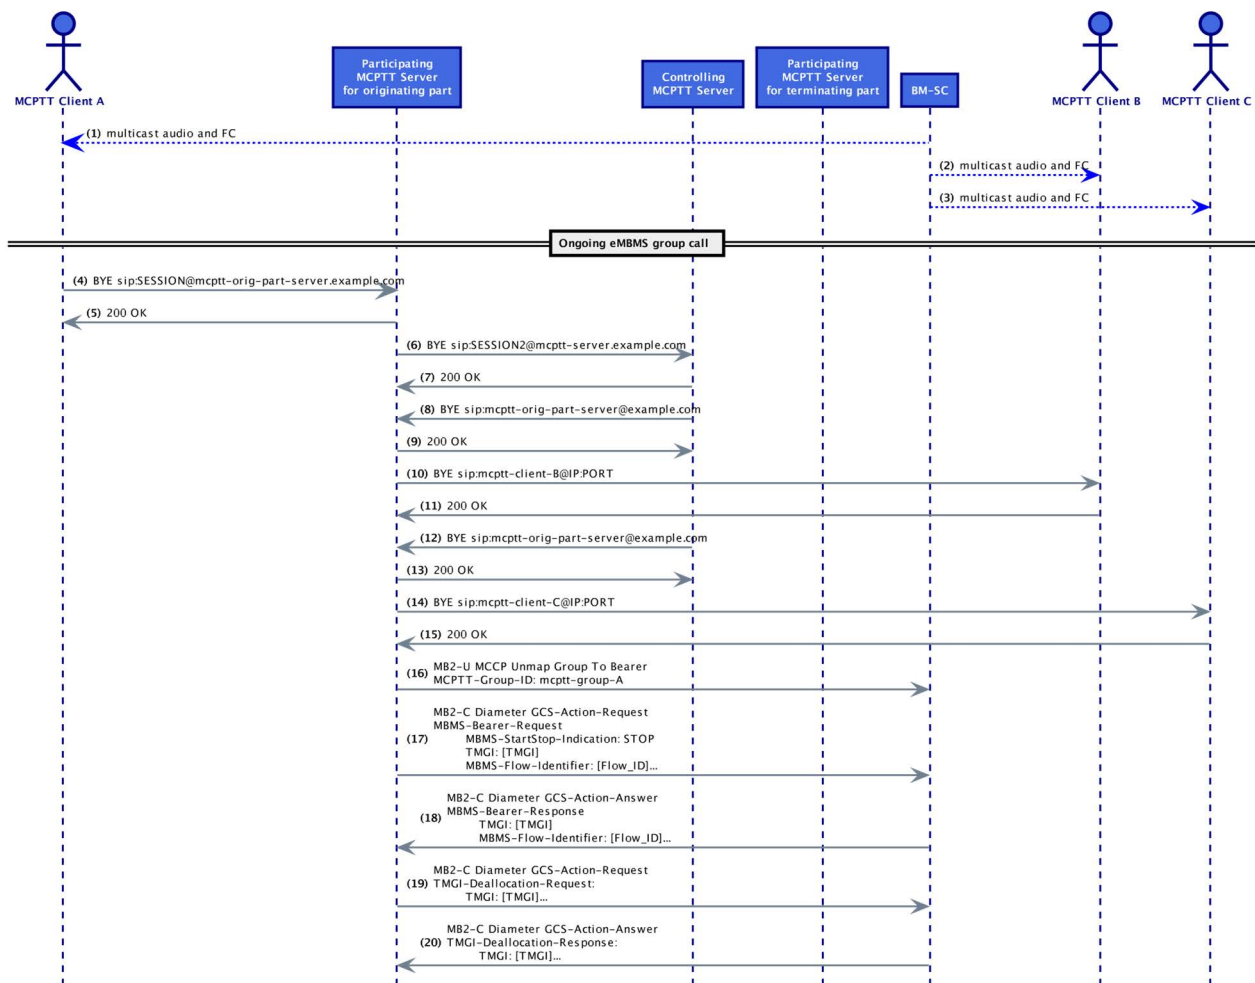 MCPTT Client A
Participating
MCPTT Server
for originating part
Controlling
MCPTT Server
Participating
MCPTT Server
for terminating part
BM-SC
MCPTT Client B
MCPTT Client C
(1) multicast audio and FC
(2) multicast audio and FC
(3) multicast audio and FC
Ongoing eMBMS group call
(4) BYE sip:SESSION@mcptt-orig-part-server.example.com
(5) 200 OK
(6) BYE sip:SESSION2@mcptt-server.example.com
(7) 200 OK
(8) BYE sip:mcptt-orig-part-server@example.com
(9) 200 OK
(10) BYE sip:mcptt-client-B@IP:PORT
(11) 200 OK
(12) BYE sip:mcptt-orig-part-server@example.com
(13) 200 OK
(14) BYE sip:mcptt-client-C@IP:PORT
(15) 200 OK
(16) MB2-U MCCP Unmap Group To Bearer
MCPTT-Group-ID: mcptt-group-A
MB2-C Diameter GCS-Action-Request
MBMS-Bearer-Request
(17) MBMS-StartStop-Indication: STOP
TMGI: [TMGI]
MBMS-Flow-Identifier: [Flow_ID]...
MB2-C Diameter GCS-Action-Answer
MBMS-Bearer-Response
(18) TMGI: [TMGI]
MBMS-Flow-Identifier: [Flow_ID]...
MB2-C Diameter GCS-Action-Request
(19) TMGI-Deallocation-Request:
TMGI: [TMGI]...
MB2-C Diameter GCS-Action-Answer
(20) TMGI-Deallocation-Response:
TMGI: [TMGI]...